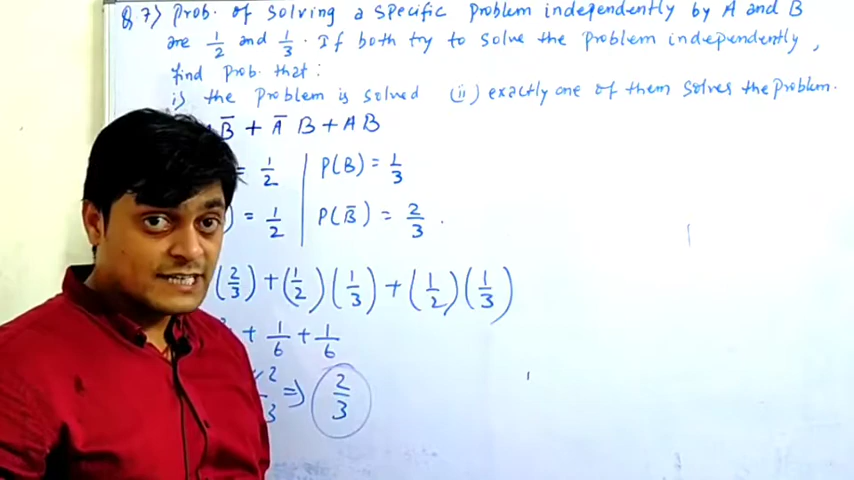 Q.7) Prob. of solving a specific Problem independently by A and B
are 1/2 and 1/3. If both try to solve the Problem independently,
find Prob. that:
i) the Problem is solved (ii) exactly one of them solves the Problem.
B̅ + A̅ B + A B
= 1/2 | P(B) = 1/3
) = 1/2 | P(B̅) = 2/3 .
(2/3) + (1/2)(1/3) + (1/2)(1/3)
+ 1/6 + 1/6
2/3 ⇒ 2/3